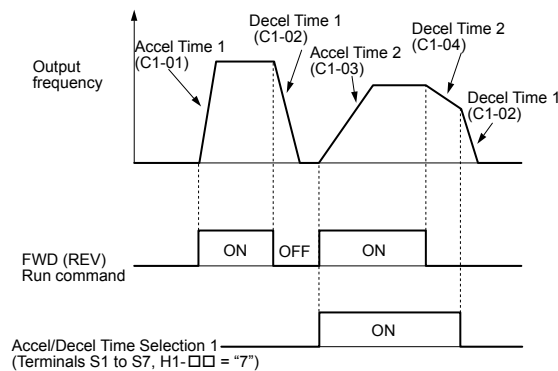 Output
frequency
Accel Time 1
(C1-01)
Decel Time 1
(C1-02)
Accel Time 2
(C1-03)
Decel Time 2
(C1-04)
Decel Time 1
(C1-02)
FWD (REV)
Run command
ON
OFF
ON
Accel/Decel Time Selection 1
(Terminals S1 to S7, H1-□□ = “7”)
ON